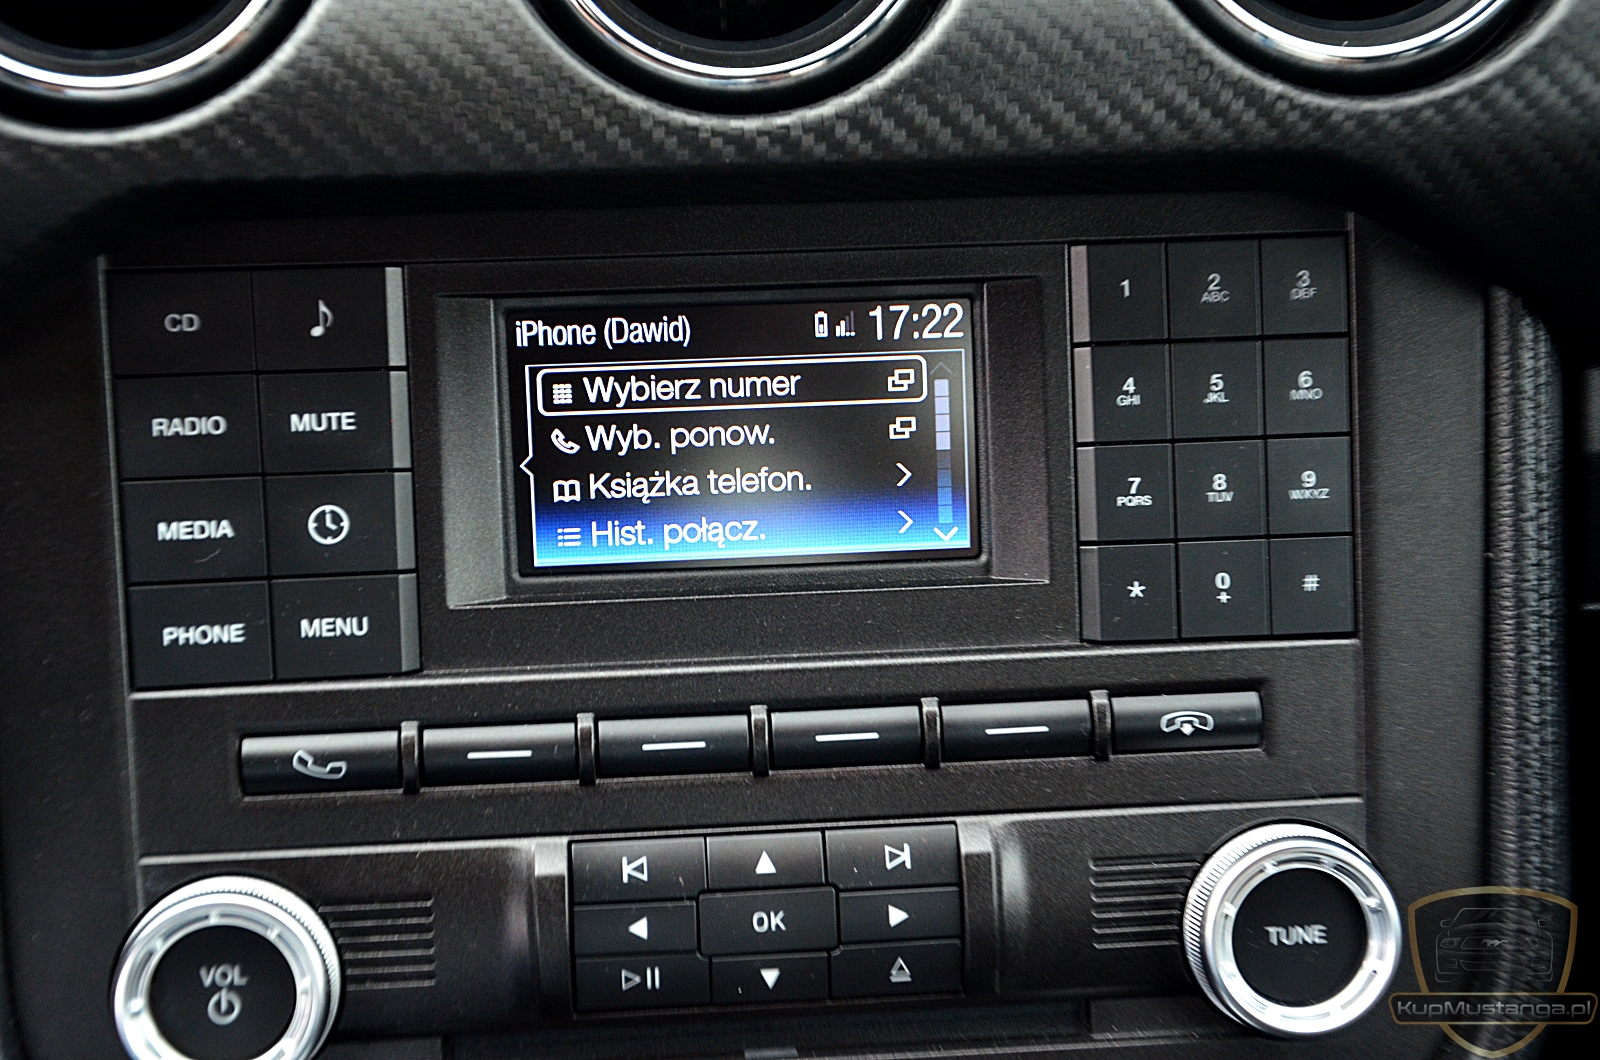 iPhone (Dawid) 17:22
Wybierz numer
Wyb. ponow.
Książka telefon.
Hist. połącz.
CD
RADIO MUTE
MEDIA
PHONE MENU
1 2 ABC 3 DEF
4 GHI 5 JKL 6 MNO
7 PQRS 8 TUV 9 WXYZ
* 0 + #
OK
VOL
TUNE
KupMustanga.pl